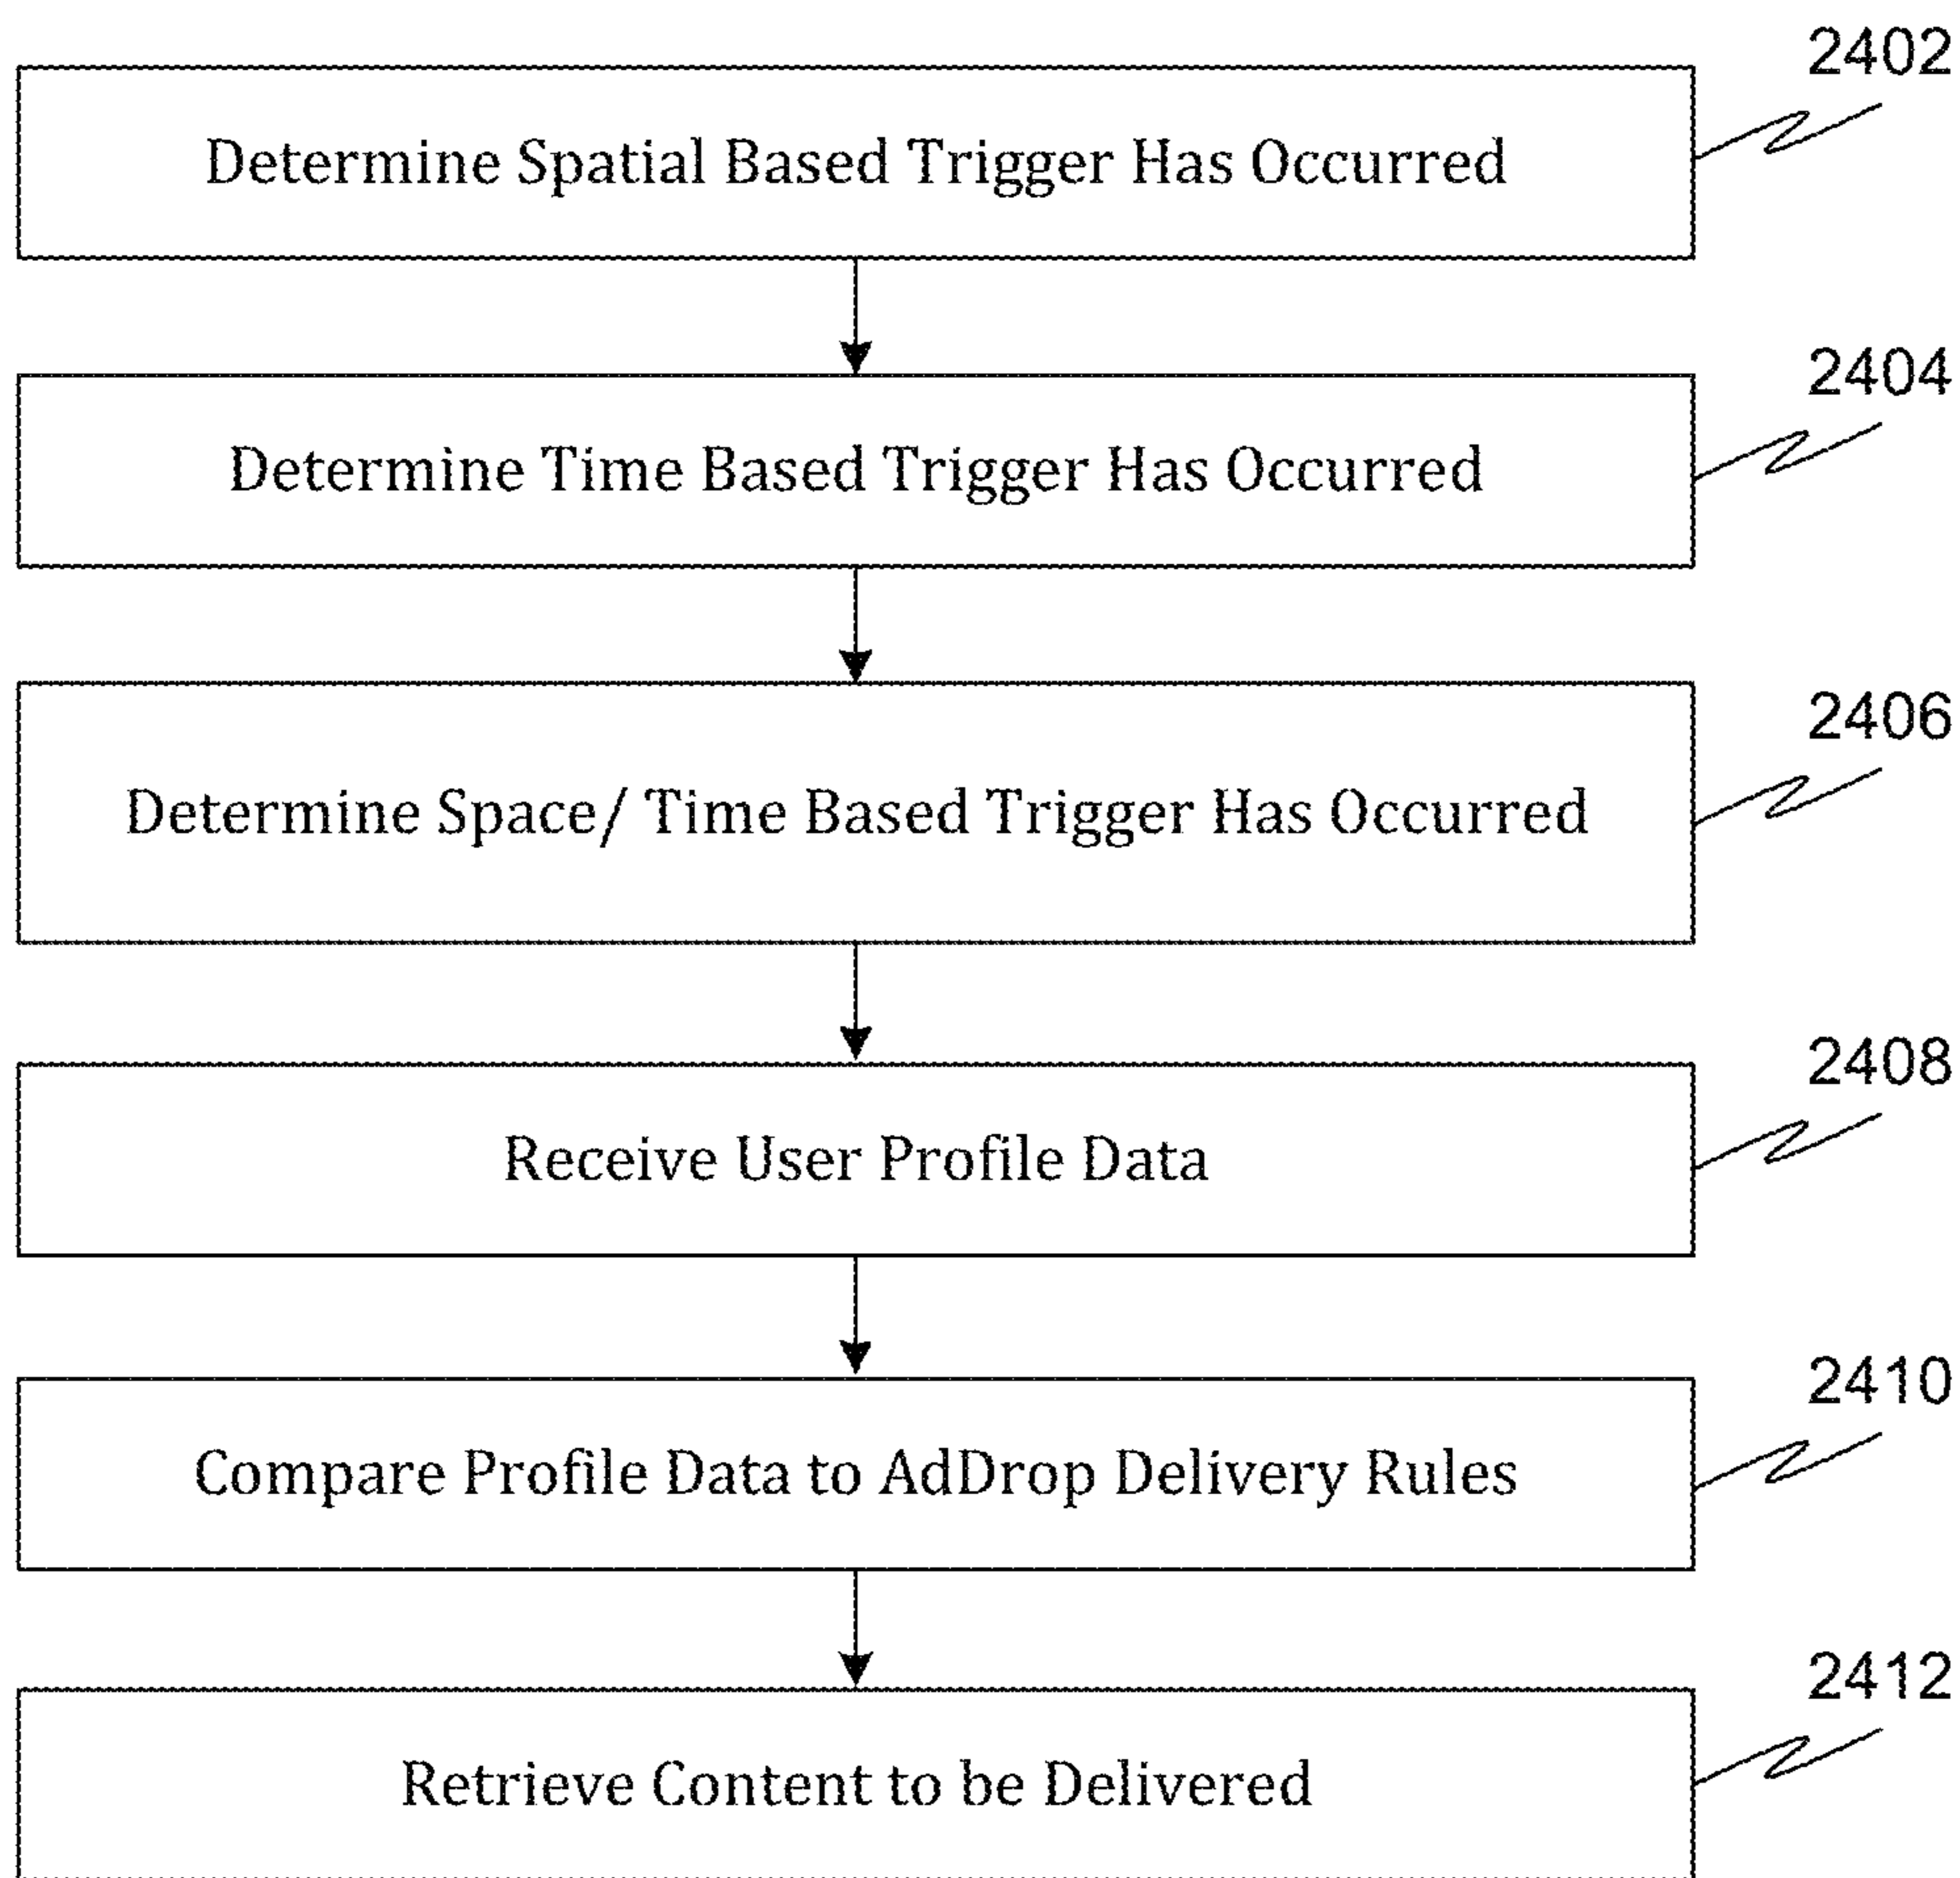 2402
Determine Spatial Based Trigger Has Occurred
2404
Determine Time Based Trigger Has Occurred
2406
Determine Space/ Time Based Trigger Has Occurred
2408
Receive User Profile Data
2410
Compare Profile Data to AdDrop Delivery Rules
2412
Retrieve Content to be Delivered